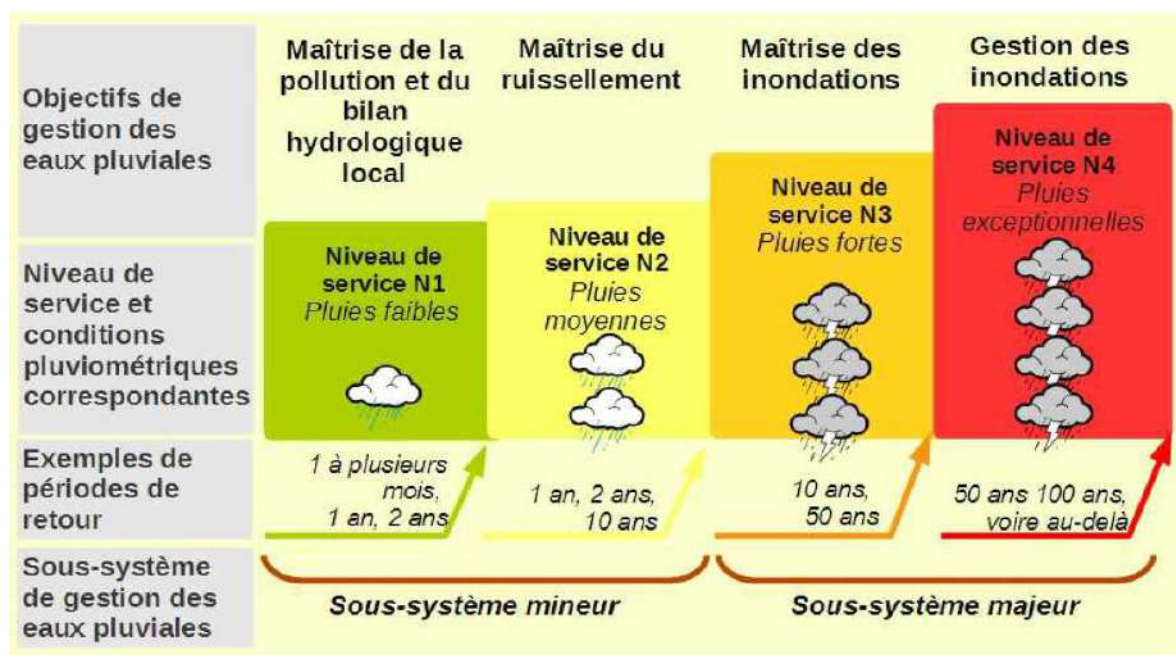 Objectifs de
gestion des
eaux pluviales
Maîtrise de la
pollution et du
bilan
hydrologique
local
Maîtrise du
ruissellement
Maîtrise des
inondations
Gestion des
inondations
Niveau de
service et
conditions
pluviométriques
correspondantes
Niveau de
service N1
Pluies faibles
Niveau de
service N2
Pluies
moyennes
Niveau de
service N3
Pluies fortes
Niveau de
service N4
Pluies
exceptionnelles
Exemples de
périodes de
retour
1 à plusieurs
mois,
1 an, 2 ans
1 an, 2 ans,
10 ans
10 ans,
50 ans
50 ans 100 ans,
voire au-delà
Sous-système
de gestion des
eaux pluviales
Sous-système mineur
Sous-système majeur